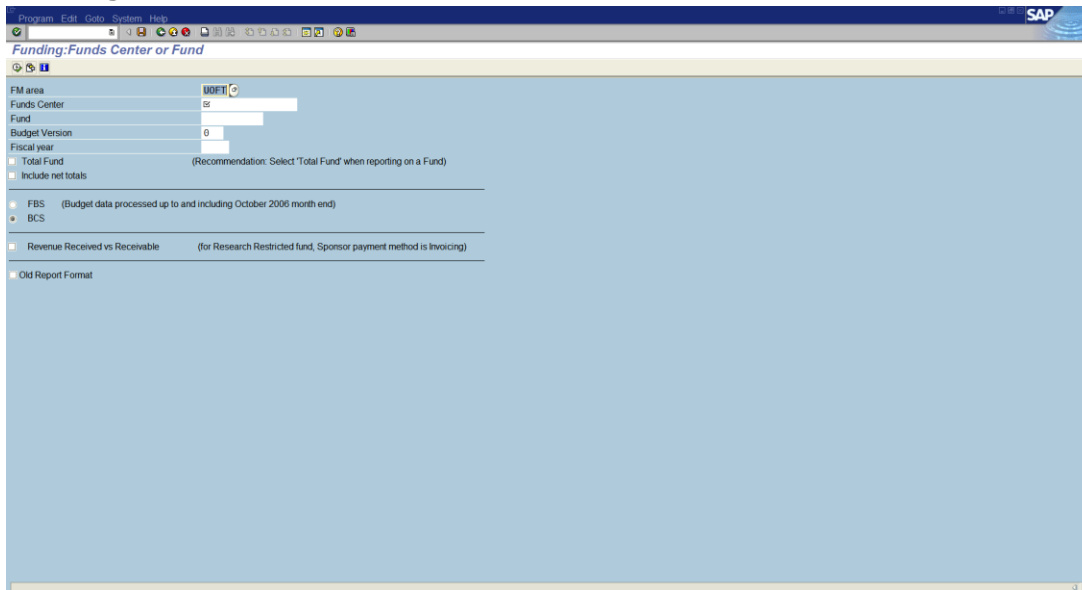 Program Edit Goto System Help
SAP
Funding:Funds Center or Fund
FM area UOFT
Funds Center
Fund
Budget Version 0
Fiscal year
Total Fund (Recommendation: Select 'Total Fund' when reporting on a Fund)
Include net totals
FBS (Budget data processed up to and including October 2006 month end)
BCS
Revenue Received vs Receivable (for Research Restricted fund, Sponsor payment method is Invoicing)
Old Report Format